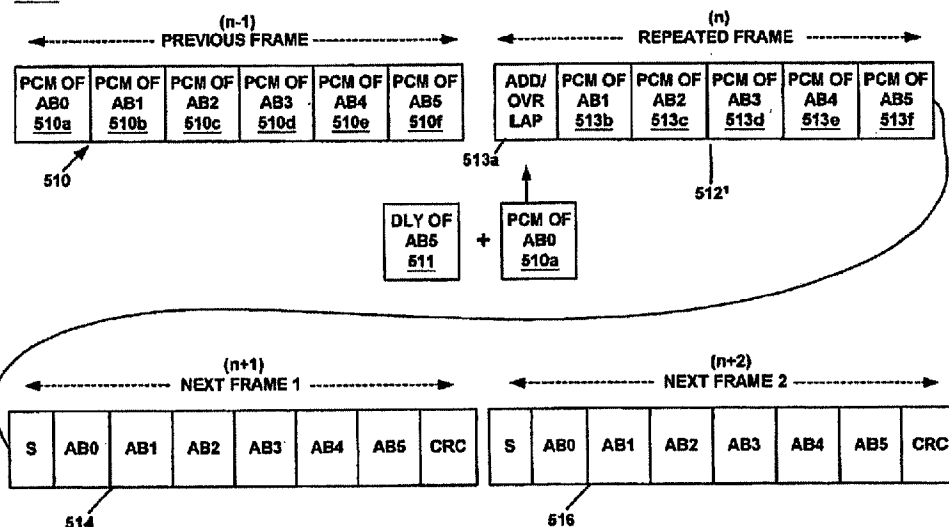 (n-1)
PREVIOUS FRAME
(n)
REPEATED FRAME
PCM OF AB0 510a
PCM OF AB1 510b
PCM OF AB2 510c
PCM OF AB3 510d
PCM OF AB4 510e
PCM OF AB5 510f
ADD/ OVR LAP
PCM OF AB1 513b
PCM OF AB2 513c
PCM OF AB3 513d
PCM OF AB4 513e
PCM OF AB5 513f
510
513a
512¹
DLY OF AB5 511
+
PCM OF AB0 510a
(n+1)
NEXT FRAME 1
(n+2)
NEXT FRAME 2
S AB0 AB1 AB2 AB3 AB4 AB5 CRC
S AB0 AB1 AB2 AB3 AB4 AB5 CRC
514
516